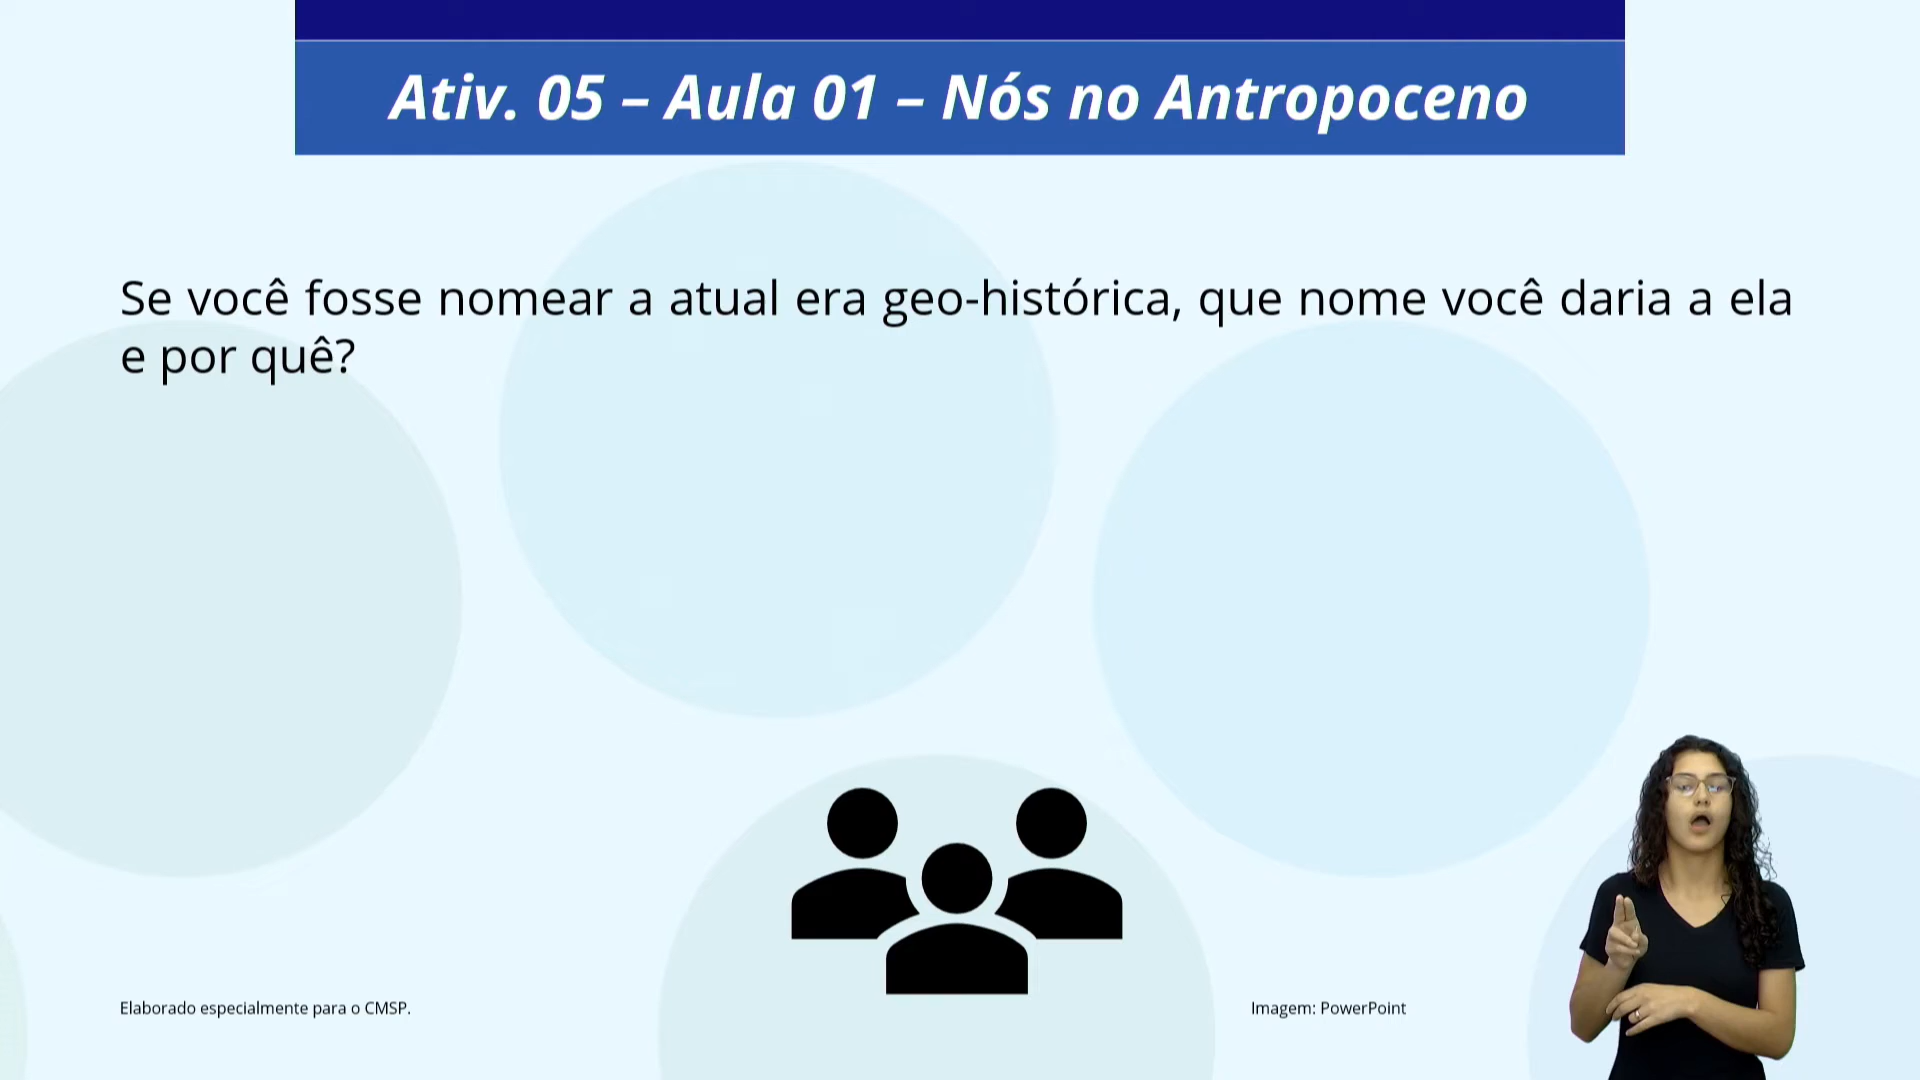 Ativ. 05 – Aula 01 – Nós no Antropoceno
Se você fosse nomear a atual era geo-histórica, que nome você daria a ela
e por quê?
Elaborado especialmente para o CMSP.
Imagem: PowerPoint